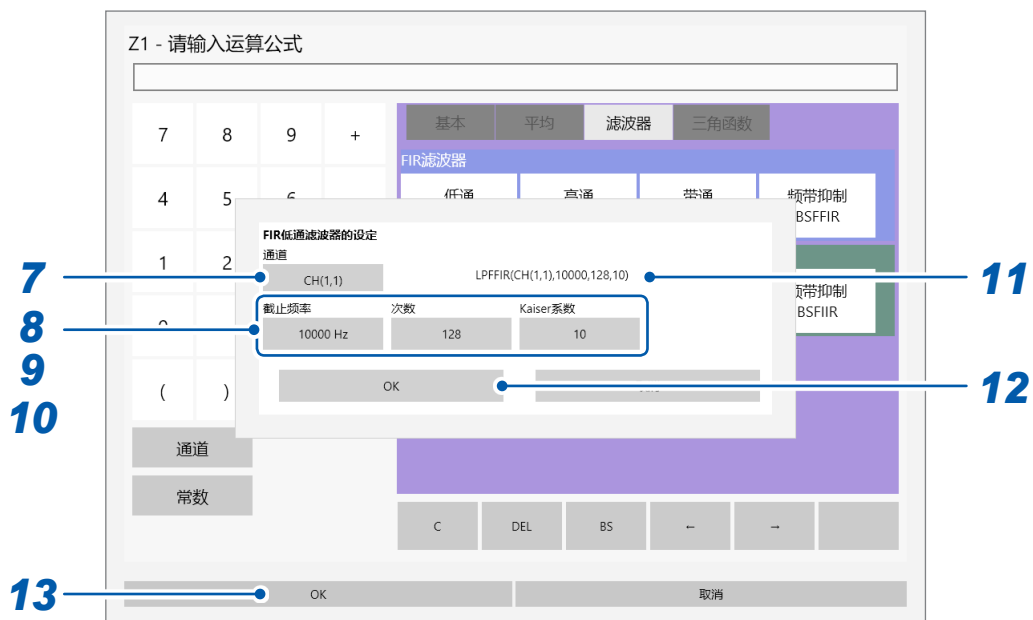 Z1 - 请输入运算公式
7 8 9 +
基本 平均 滤波器 三角函数
FIR滤波器
4 5 6
低通 高通 带通 频带抑制
BSFFIR
FIR低通滤波器的设定
通道
1 2
7
CH(1,1)
LPFFIR(CH(1,1),10000,128,10)
11
频带抑制
BSFIIR
8
截止频率 次数 Kaiser系数
10000 Hz 128 10
9
10
( )
OK
12
通道
常数
C DEL BS ← →
13
OK 取消